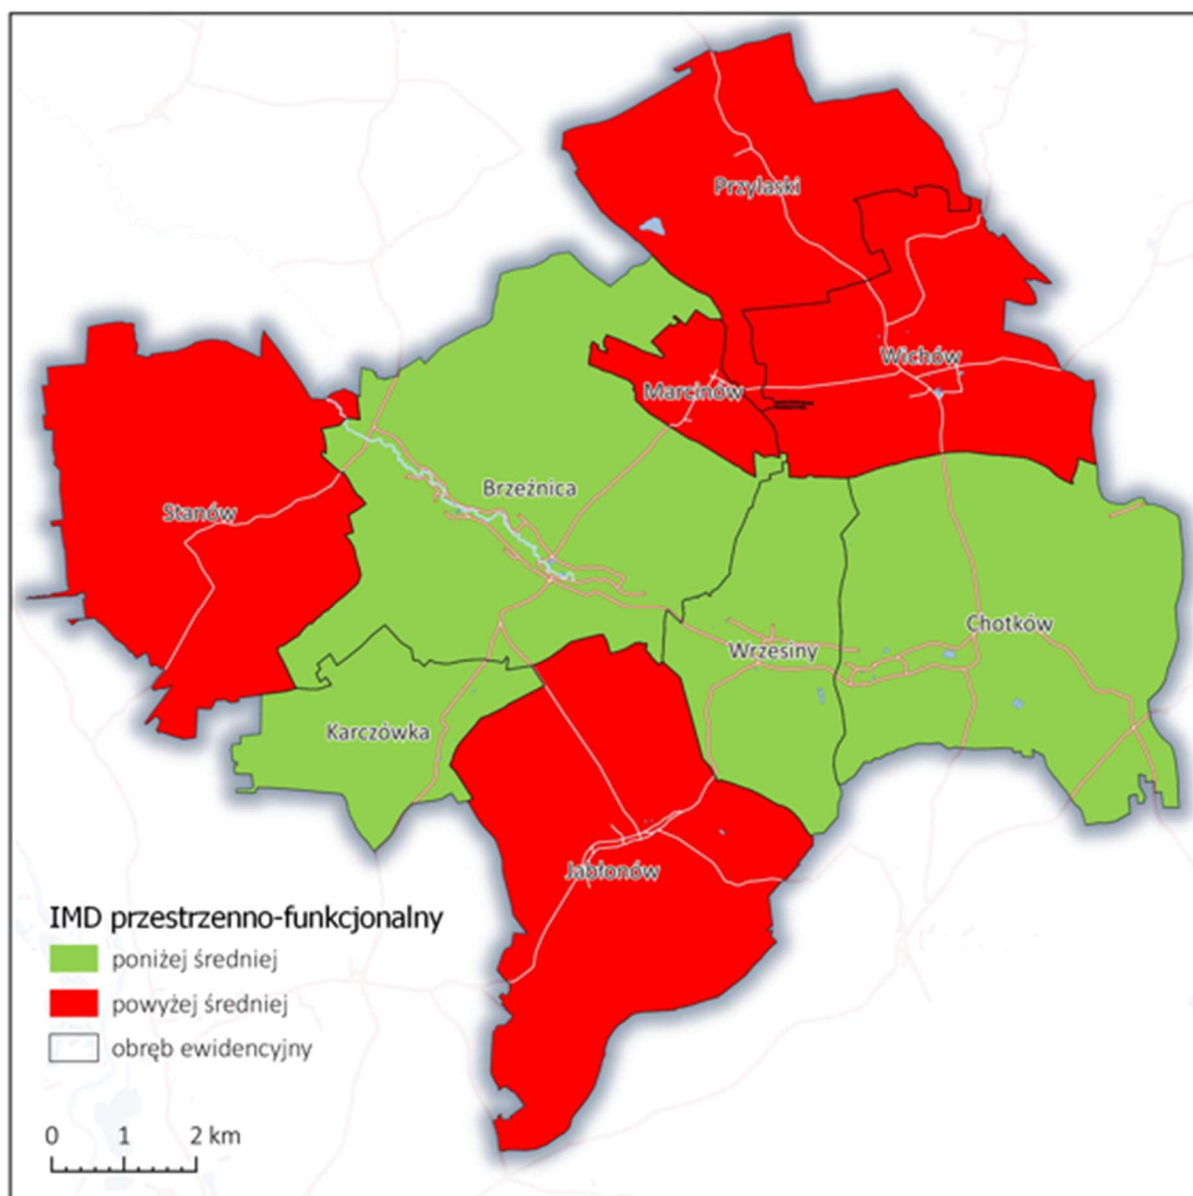 Przylaski
Wichów
Marcinów
Brzeźnica
Stanów
Chotków
Wrzesiny
Karczówka
Jabłonów
IMD przestrzenno-funkcjonalny
poniżej średniej
powyżej średniej
obręb ewidencyjny
0 1 2 km